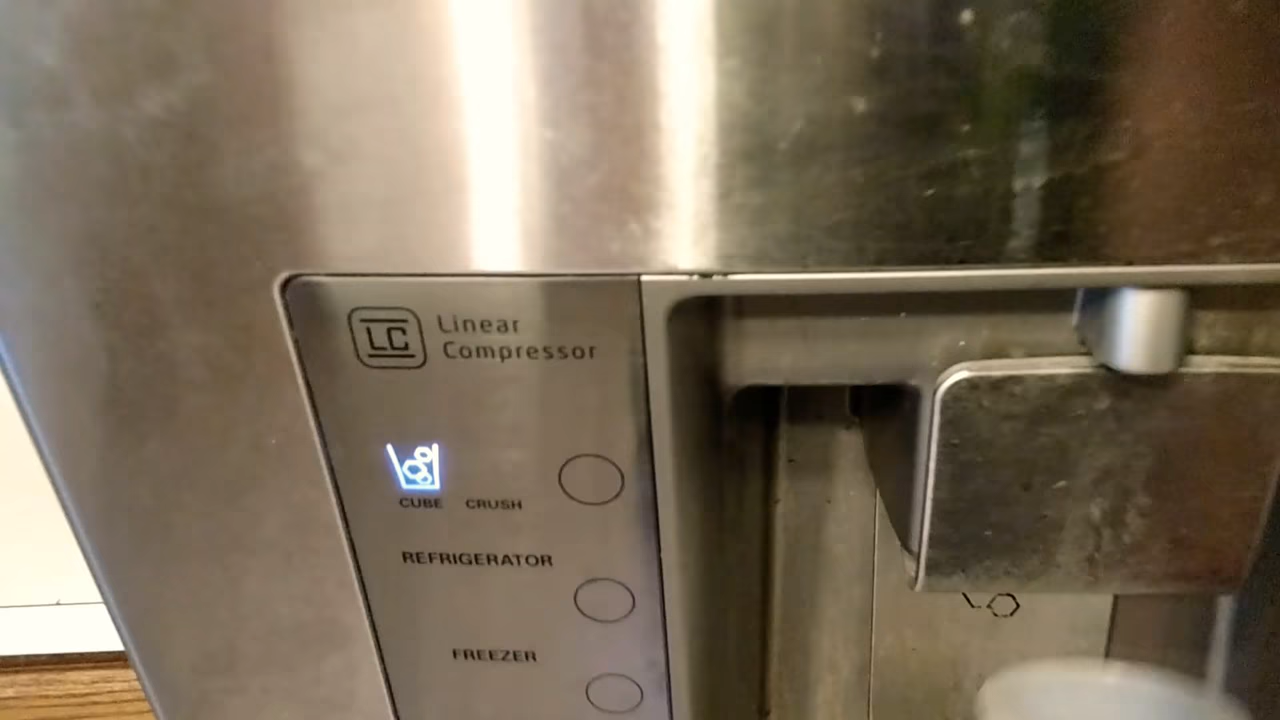 LC
Linear
Compressor
CUBE CRUSH
REFRIGERATOR
FREEZER